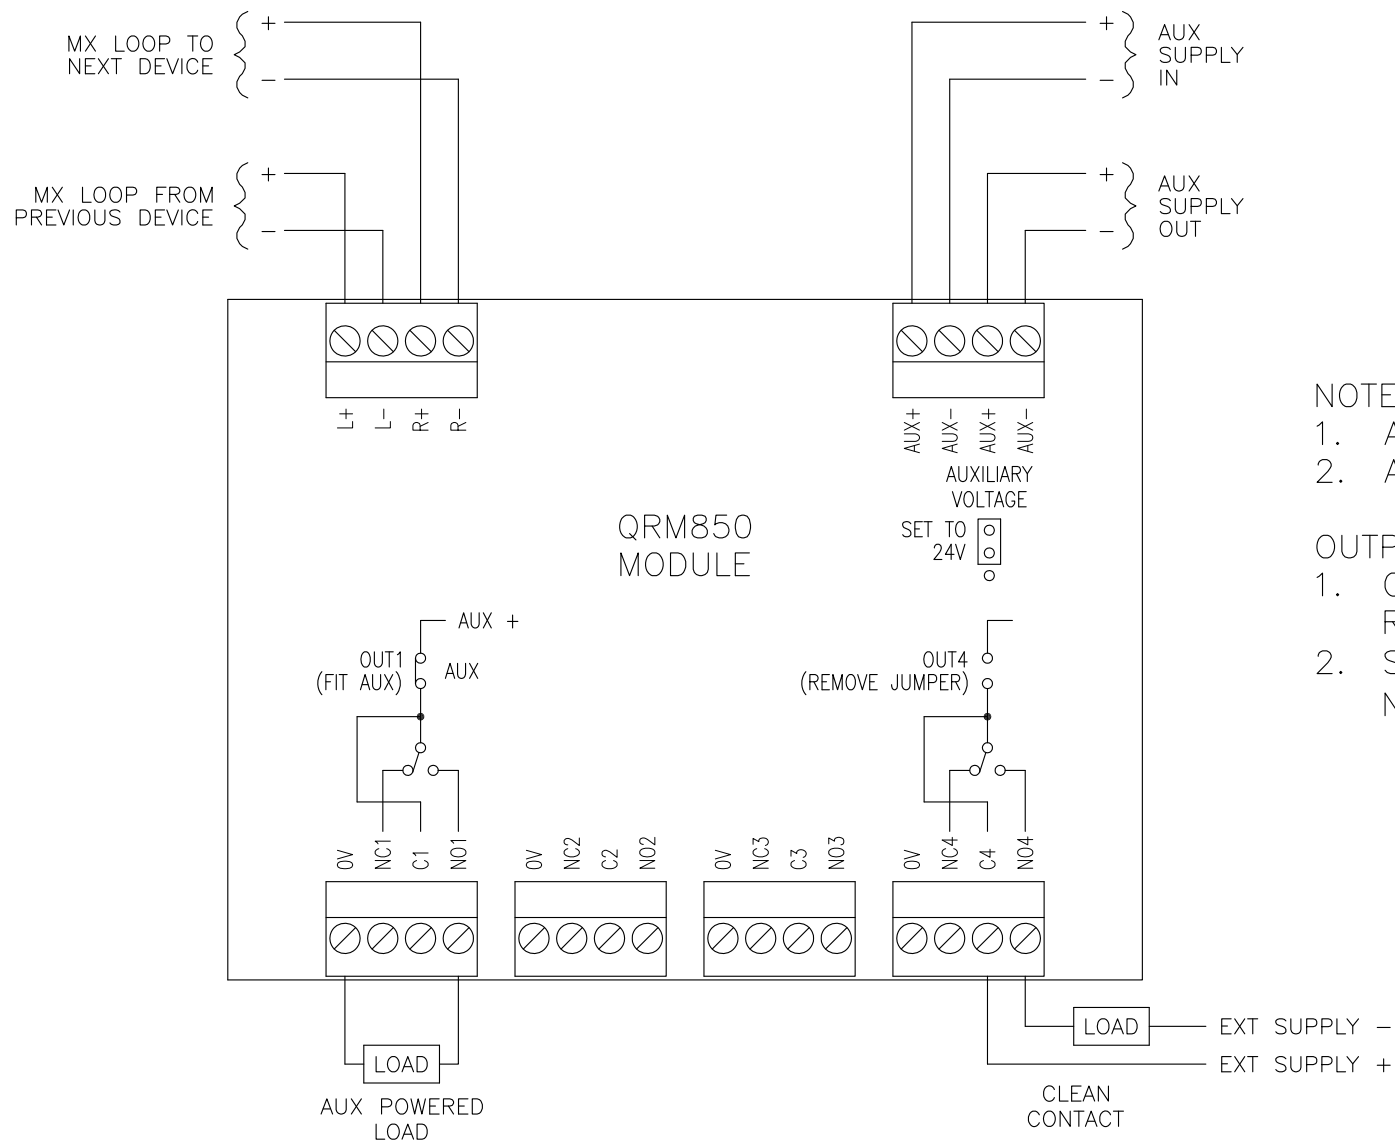 MX LOOP TO
NEXT DEVICE
+
−
MX LOOP FROM
PREVIOUS DEVICE
+
−
+
−
AUX
SUPPLY
IN
+
−
AUX
SUPPLY
OUT
L+
L−
R+
R−
AUX+
AUX−
AUX+
AUX−
AUXILIARY
VOLTAGE
SET TO
24V
QRM850
MODULE
AUX +
OUT1
(FIT AUX)
AUX
OUT4
(REMOVE JUMPER)
0V
NC1
C1
NO1
0V
NC2
C2
NO2
0V
NC3
C3
NO3
0V
NC4
C4
NO4
LOAD
AUX POWERED
LOAD
LOAD
EXT SUPPLY −
EXT SUPPLY +
CLEAN
CONTACT
1.
2.
1.
2.